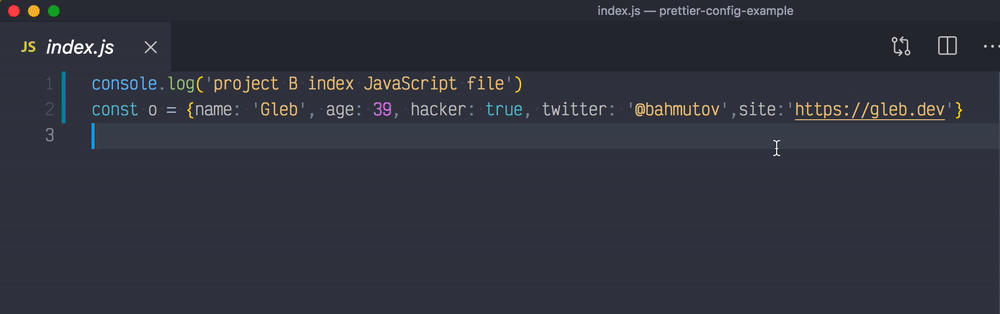 index.js — prettier-config-example
JS index.js
1 console.log('project B index JavaScript file')
2 const o = {name: 'Gleb', age: 39, hacker: true, twitter: '@bahmutov',site:'https://gleb.dev'}
3